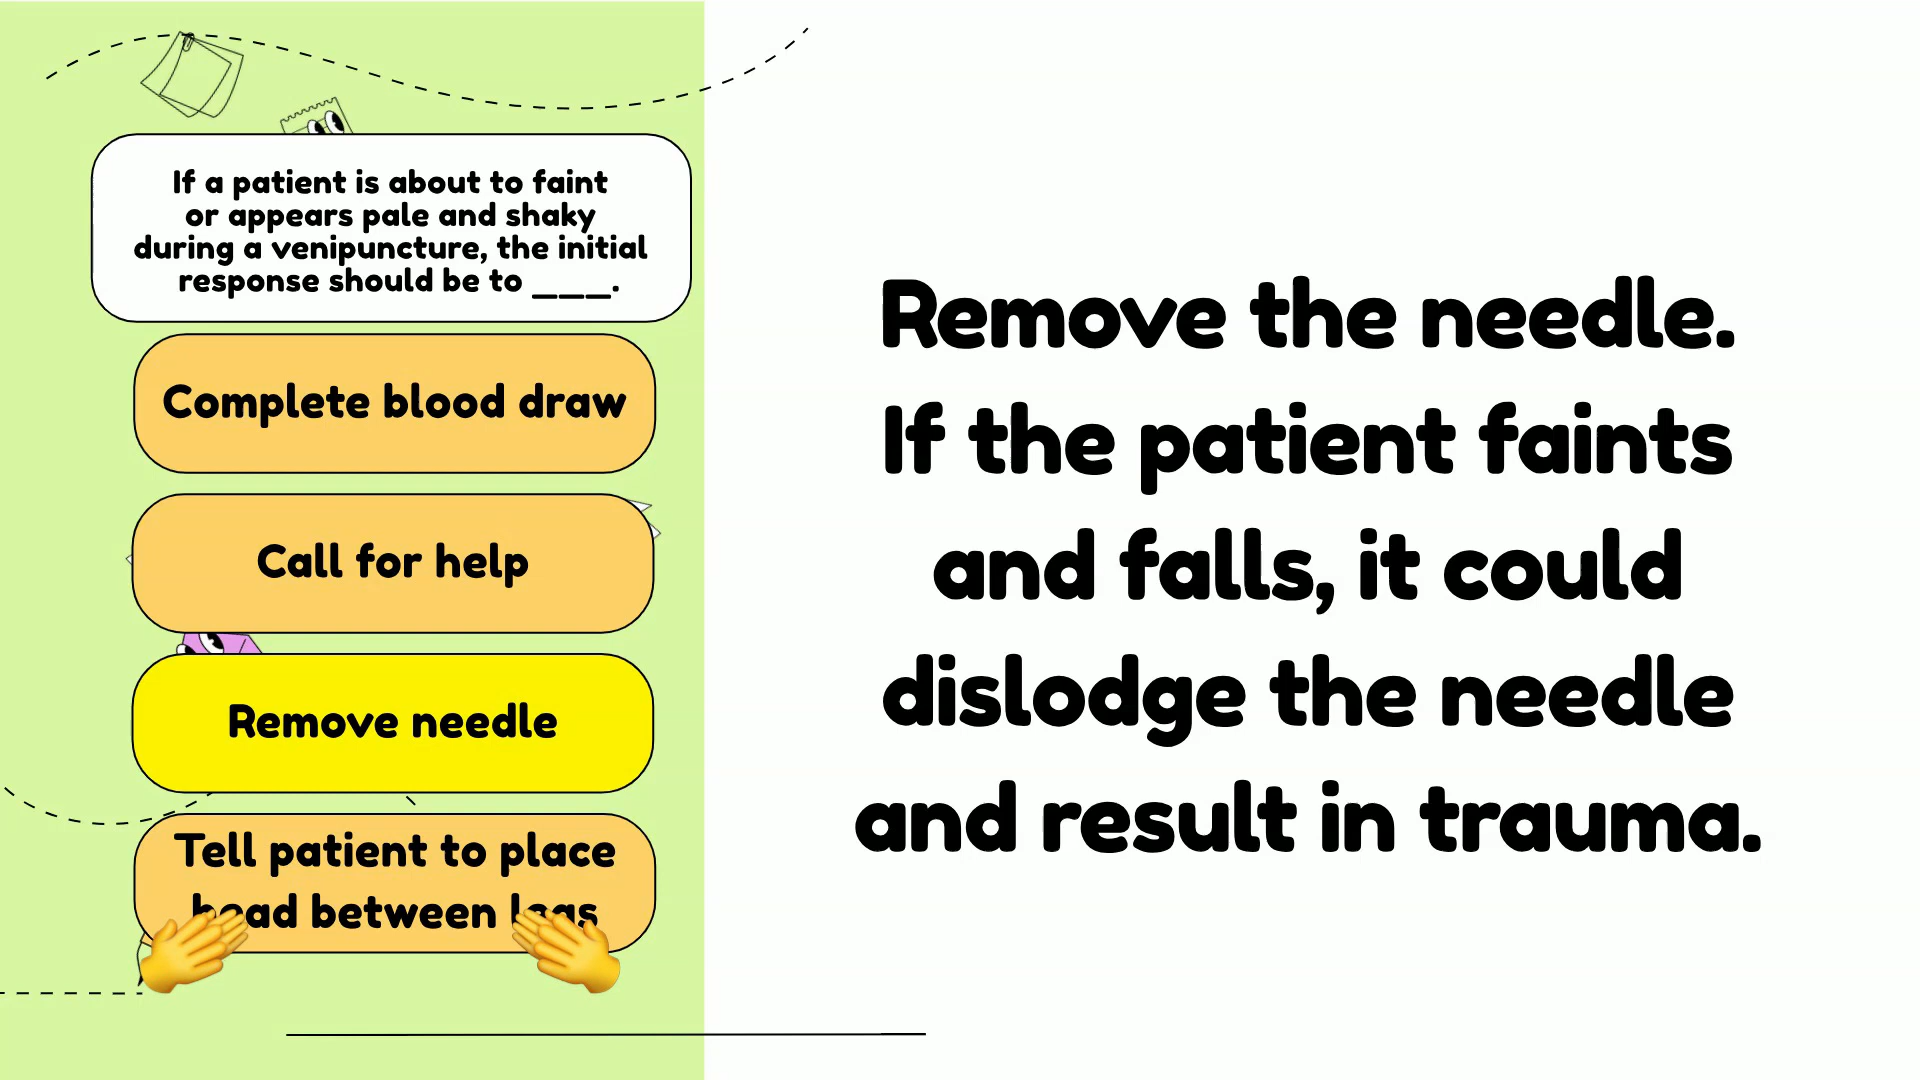 If a patient is about to faint
or appears pale and shaky
during a venipuncture, the initial
response should be to ___.
Complete blood draw
Call for help
Remove needle
Tell patient to place
head between legs
Remove the needle.
If the patient faints
and falls, it could
dislodge the needle
and result in trauma.